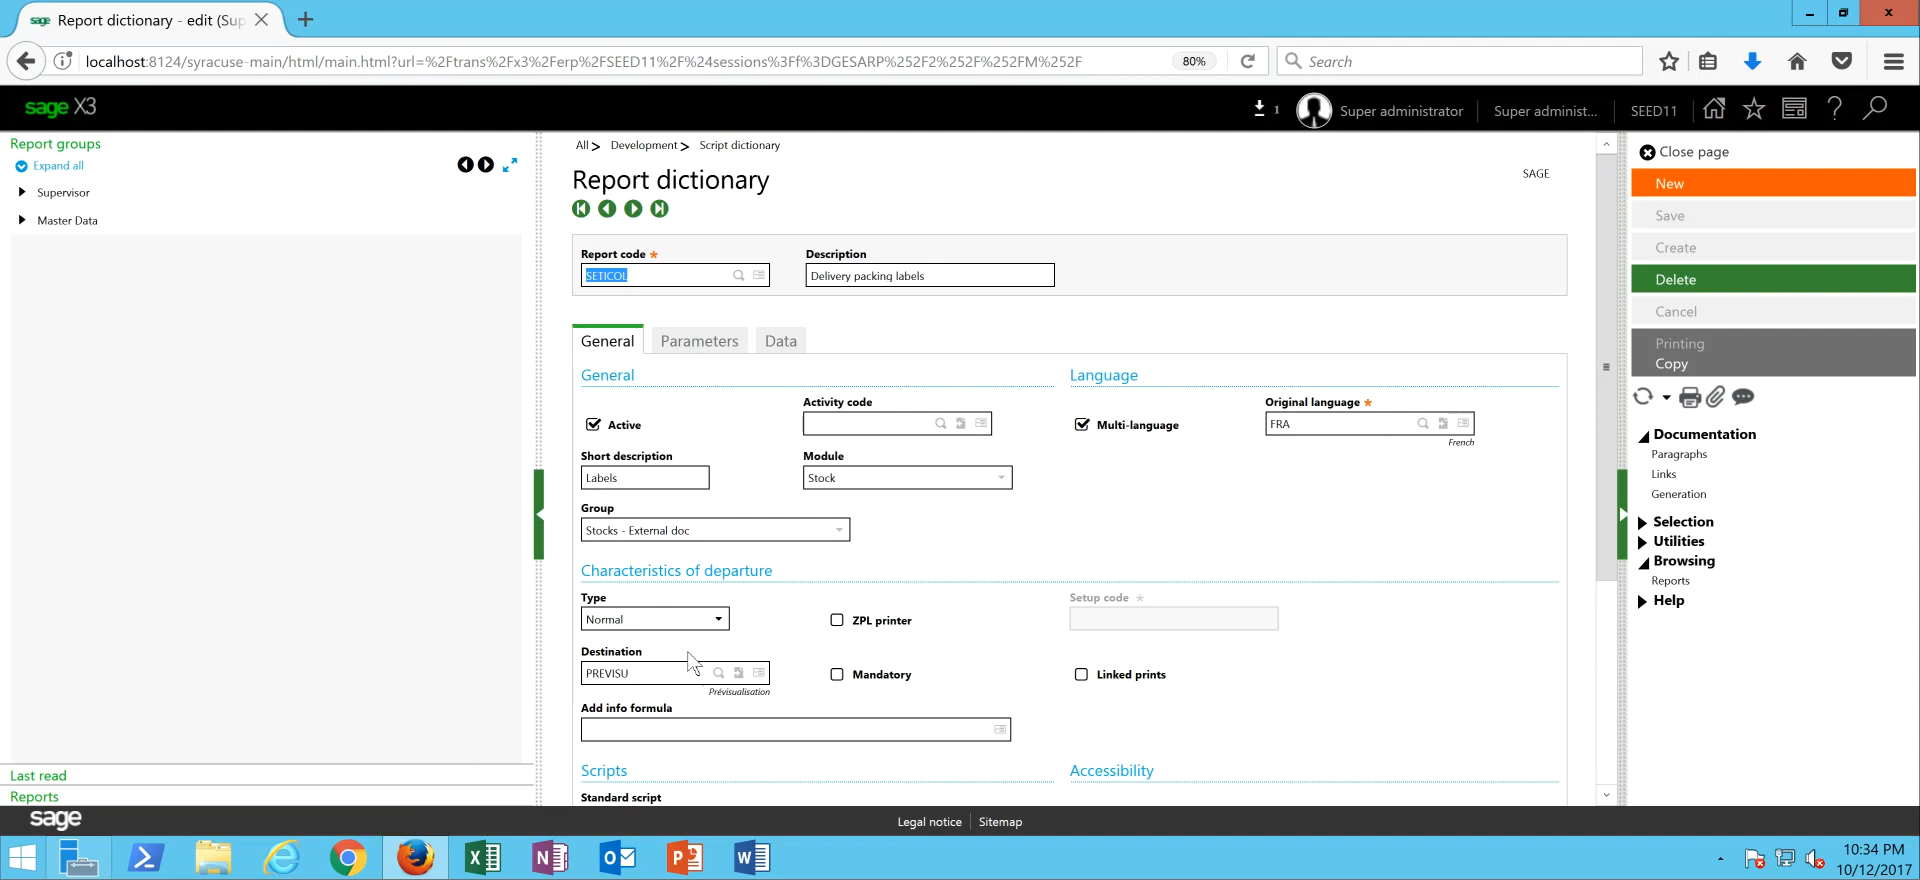 sage Report dictionary - edit (Sup
localhost:8124/syracuse-main/html/main.html?url=%2Ftrans%2Fx3%2Ferp%2FSEED11%2F%24sessions%3Ff%3DGESARP%252F2%252F%252FM%252F
80%
Search
sage X3
1
Super administrator
Super administ...
SEED11
Report groups
Expand all
Supervisor
Master Data
Last read
Reports
All > Development > Script dictionary
Report dictionary
SAGE
Report code *
Description
SETICOL
Delivery packing labels
General
Parameters
Data
General
Language
Active
Activity code
Multi-language
Original language *
FRA
French
Short description
Module
Labels
Stock
Group
Stocks - External doc
Characteristics of departure
Type
Setup code *
Normal
ZPL printer
Destination
PREVISU
Mandatory
Linked prints
Prévisualisation
Add info formula
Scripts
Accessibility
Standard script
Close page
New
Save
Create
Delete
Cancel
Printing
Copy
Documentation
Paragraphs
Links
Generation
Selection
Utilities
Browsing
Reports
Help
sage
Legal notice
Sitemap
10:34 PM
10/12/2017